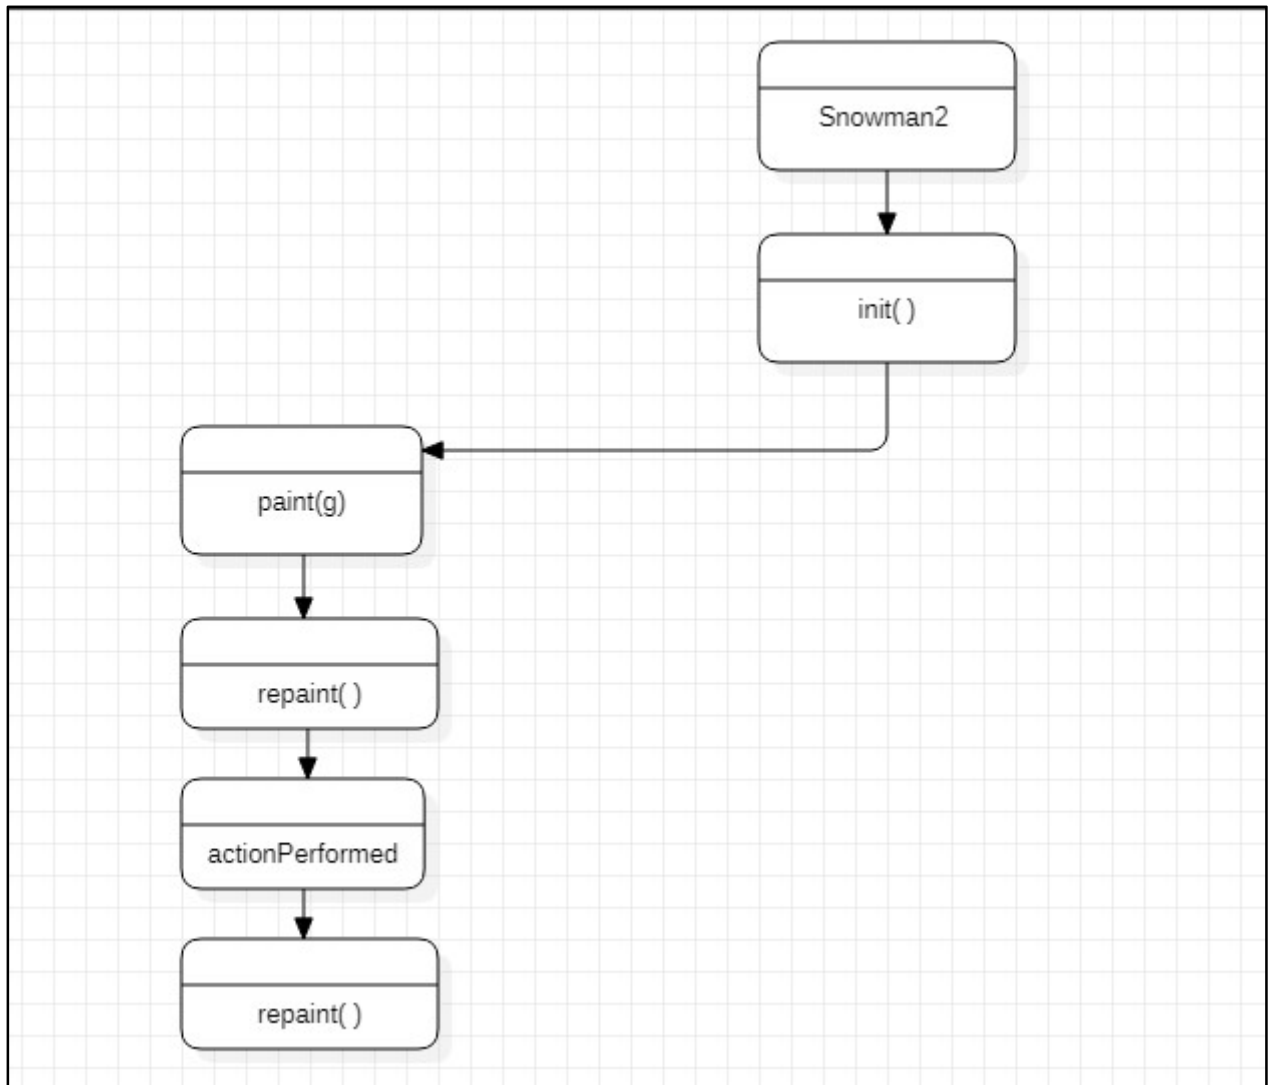 Snowman2
init( )
paint(g)
repaint( )
actionPerformed
repaint( )